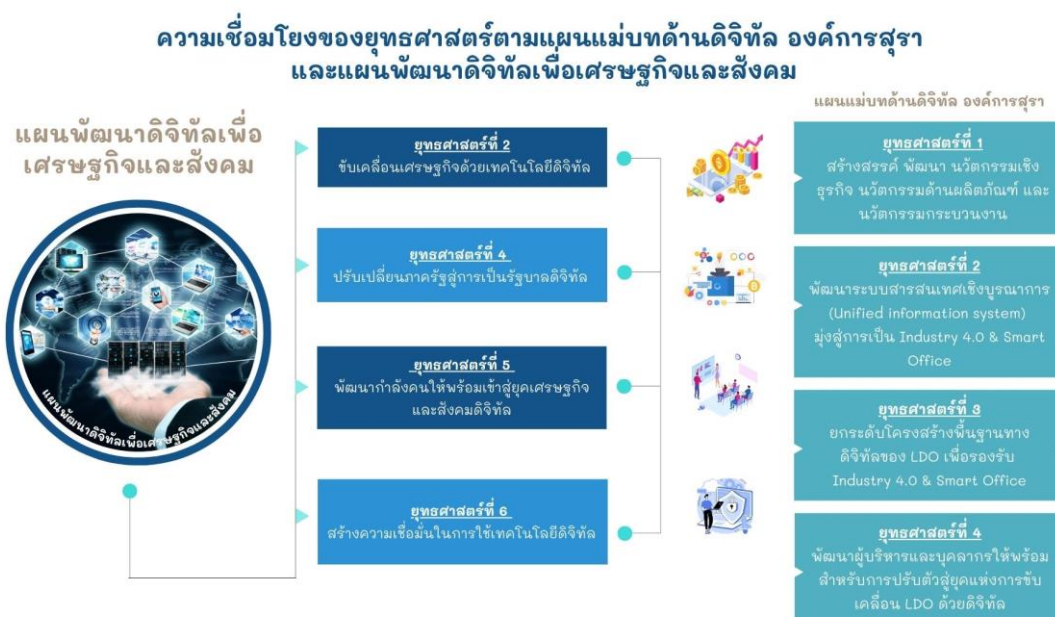 ความเชื่อมโยงของยุทธศาสตร์ตามแผนแม่บทด้านดิจิทัล องค์การสุรา
และแผนพัฒนาดิจิทัลเพื่อเศรษฐกิจและสังคม
แผนพัฒนาดิจิทัลเพื่อ
เศรษฐกิจและสังคม
แผนพัฒนาดิจิทัลเพื่อเศรษฐกิจและสังคม
ยุทธศาสตร์ที่ 2
ขับเคลื่อนเศรษฐกิจด้วยเทคโนโลยีดิจิทัล
ยุทธศาสตร์ที่ 4
ปรับเปลี่ยนภาครัฐสู่การเป็นรัฐบาลดิจิทัล
ยุทธศาสตร์ที่ 5
พัฒนากำลังคนให้พร้อมเข้าสู่ยุคเศรษฐกิจ
และสังคมดิจิทัล
ยุทธศาสตร์ที่ 6
สร้างความเชื่อมั่นในการใช้เทคโนโลยีดิจิทัล
แผนแม่บทด้านดิจิทัล องค์การสุรา
ยุทธศาสตร์ที่ 1
สร้างสรรค์ พัฒนา นวัตกรรมเชิง
ธุรกิจ นวัตกรรมด้านผลิตภัณฑ์ และ
นวัตกรรมกระบวนงาน
ยุทธศาสตร์ที่ 2
พัฒนาระบบสารสนเทศเชิงบูรณาการ
(Unified information system)
มุ่งสู่การเป็น Industry 4.0 & Smart
Office
ยุทธศาสตร์ที่ 3
ยกระดับโครงสร้างพื้นฐานทาง
ดิจิทัลของ LDO เพื่อรองรับ
Industry 4.0 & Smart Office
ยุทธศาสตร์ที่ 4
พัฒนาผู้บริหารและบุคลากรให้พร้อม
สำหรับการปรับตัวสู่ยุคแห่งการขับ
เคลื่อน LDO ด้วยดิจิทัล